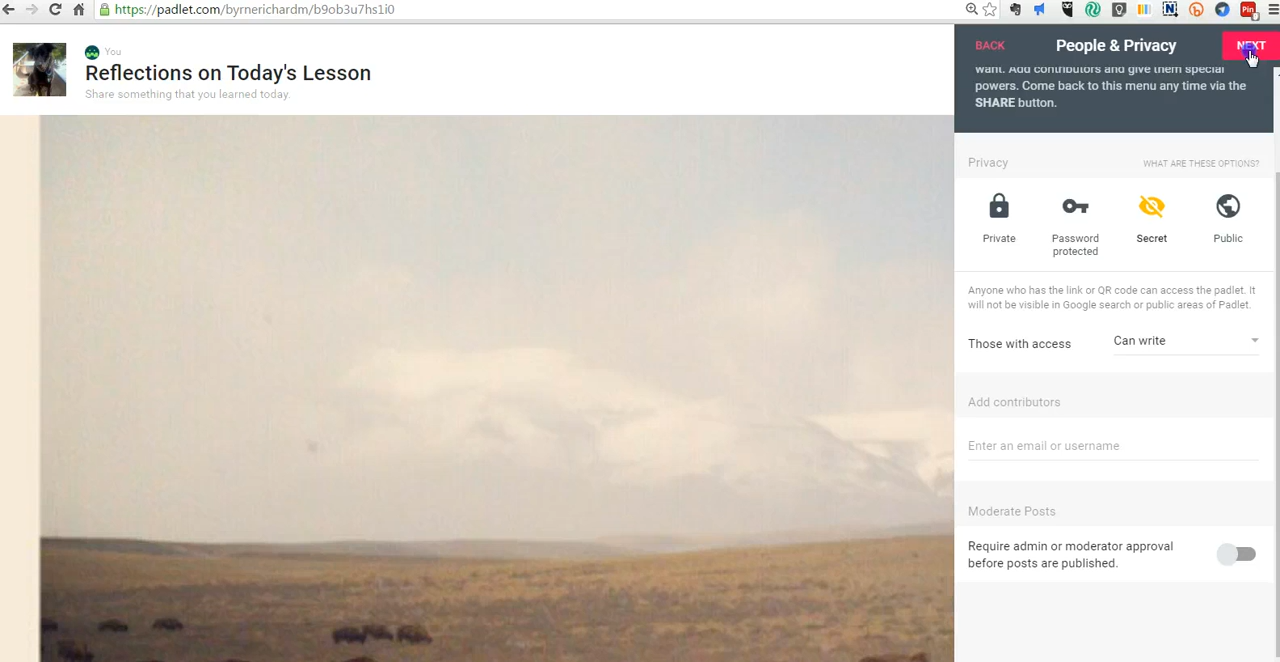 https://padlet.com/byrnerichardm/b9ob3u7hs1i0
Pin
You
Reflections on Today's Lesson
Share something that you learned today.
BACK
People & Privacy
NEXT
want. Add contributors and give them special
powers. Come back to this menu any time via the
SHARE button.
Privacy
WHAT ARE THESE OPTIONS?
Private
Password
protected
Secret
Public
Anyone who has the link or QR code can access the padlet. It
will not be visible in Google search or public areas of Padlet.
Those with access
Can write
Add contributors
Enter an email or username
Moderate Posts
Require admin or moderator approval
before posts are published.